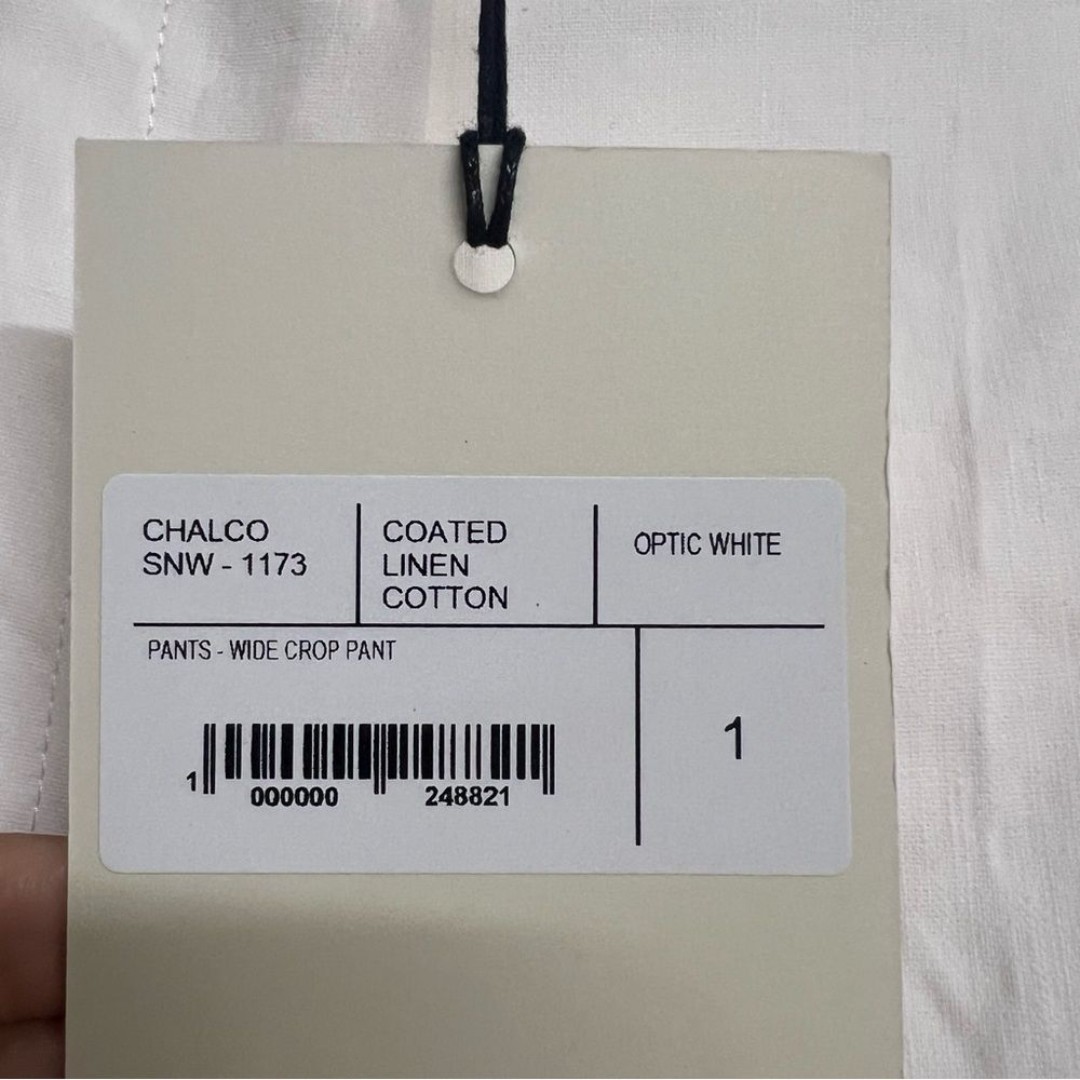 CHALCO
SNW - 1173
COATED
LINEN
COTTON
OPTIC WHITE
PANTS - WIDE CROP PANT
1
1 000000 248821